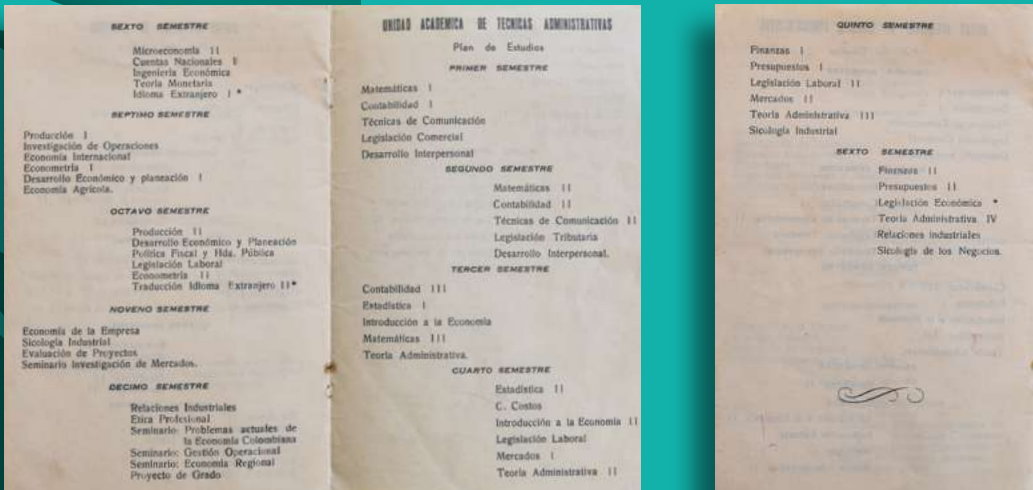 SEXTO SEMESTRE
Microeconomía II
Cuentas Nacionales I
Ingeniería Económica
Teoría Monetaria
Idioma Extranjero I *
SEPTIMO SEMESTRE
Producción I
Investigación de Operaciones
Economía Internacional
Econometría I
Desarrollo Económico y planeación I
Economía Agrícola.
OCTAVO SEMESTRE
Producción II
Desarrollo Económico y Planeación
Política Fiscal y Hda. Pública
Legislación Laboral
Econometría II
Traducción Idioma Extranjero II*
NOVENO SEMESTRE
Economía de la Empresa
Sicología Industrial
Evaluación de Proyectos
Seminario Investigación de Mercados.
DECIMO SEMESTRE
Relaciones Industriales
Etica Profesional
Seminario: Problemas actuales de
la Economía Colombiana
Seminario: Gestión Operacional
Seminario: Economía Regional
Proyecto de Grado
UNIDAD ACADEMICA DE TECNICAS ADMINISTRATIVAS
Plan de Estudios
PRIMER SEMESTRE
Matemáticas I
Contabilidad I
Técnicas de Comunicación
Legislación Comercial
Desarrollo Interpersonal
SEGUNDO SEMESTRE
Matemáticas II
Contabilidad II
Técnicas de Comunicación II
Legislación Tributaria
Desarrollo Interpersonal.
TERCER SEMESTRE
Contabilidad III
Estadística I
Introducción a la Economía
Matemáticas III
Teoría Administrativa.
CUARTO SEMESTRE
Estadística II
C. Costos
Introducción a la Economía II
Legislación Laboral
Mercados I
Teoría Administrativa II
QUINTO SEMESTRE
Finanzas I
Presupuestos I
Legislación Laboral II
Mercados II
Teoría Administrativa III
Sicología Industrial
SEXTO SEMESTRE
Finanzas II
Presupuestos II
Legislación Económica *
Teoría Administrativa IV
Relaciones industriales
Sicología de los Negocios.